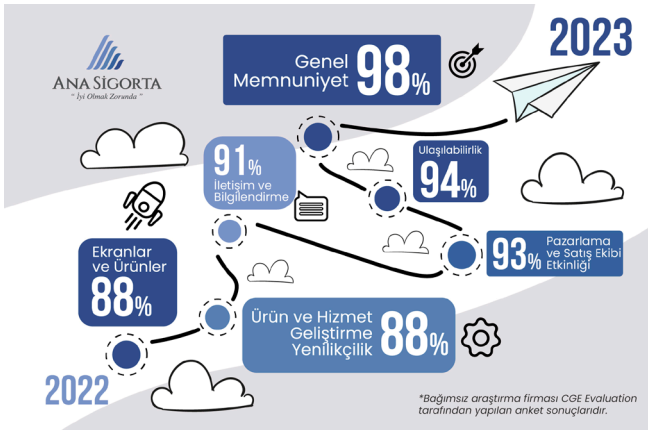 2023
ANA SİGORTA
" İyi Olmak Zorunda "
Genel
Memnuniyet
98%
91%
İletişim ve
Bilgilendirme
Ulaşılabilirlik
94%
93%
Pazarlama
ve Satış Ekibi
Etkinliği
Ekranlar
ve Ürünler
88%
Ürün ve Hizmet
Geliştirme
Yenilikçilik
88%
2022
*Bağımsız araştırma firması CGE Evaluation
tarafından yapılan anket sonuçlarıdır.